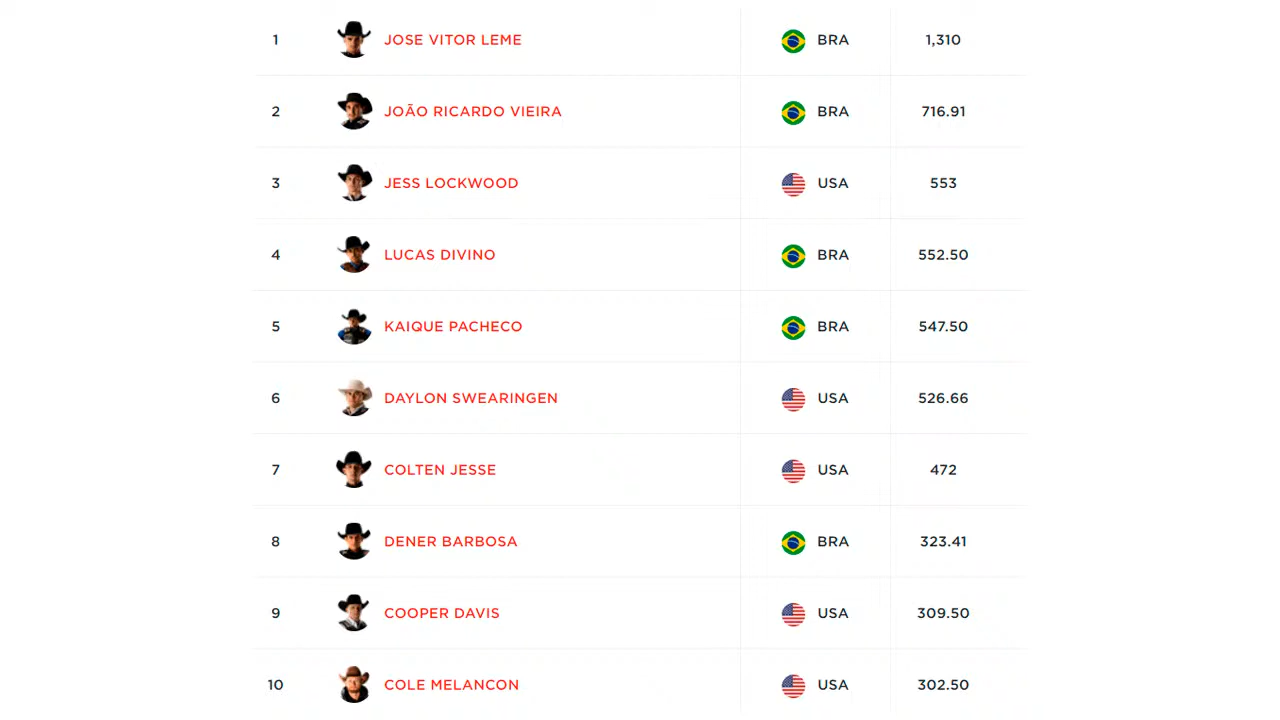 1 JOSE VITOR LEME BRA 1,310
2 JOÃO RICARDO VIEIRA BRA 716.91
3 JESS LOCKWOOD USA 553
4 LUCAS DIVINO BRA 552.50
5 KAIQUE PACHECO BRA 547.50
6 DAYLON SWEARINGEN USA 526.66
7 COLTEN JESSE USA 472
8 DENER BARBOSA BRA 323.41
9 COOPER DAVIS USA 309.50
10 COLE MELANCON USA 302.50